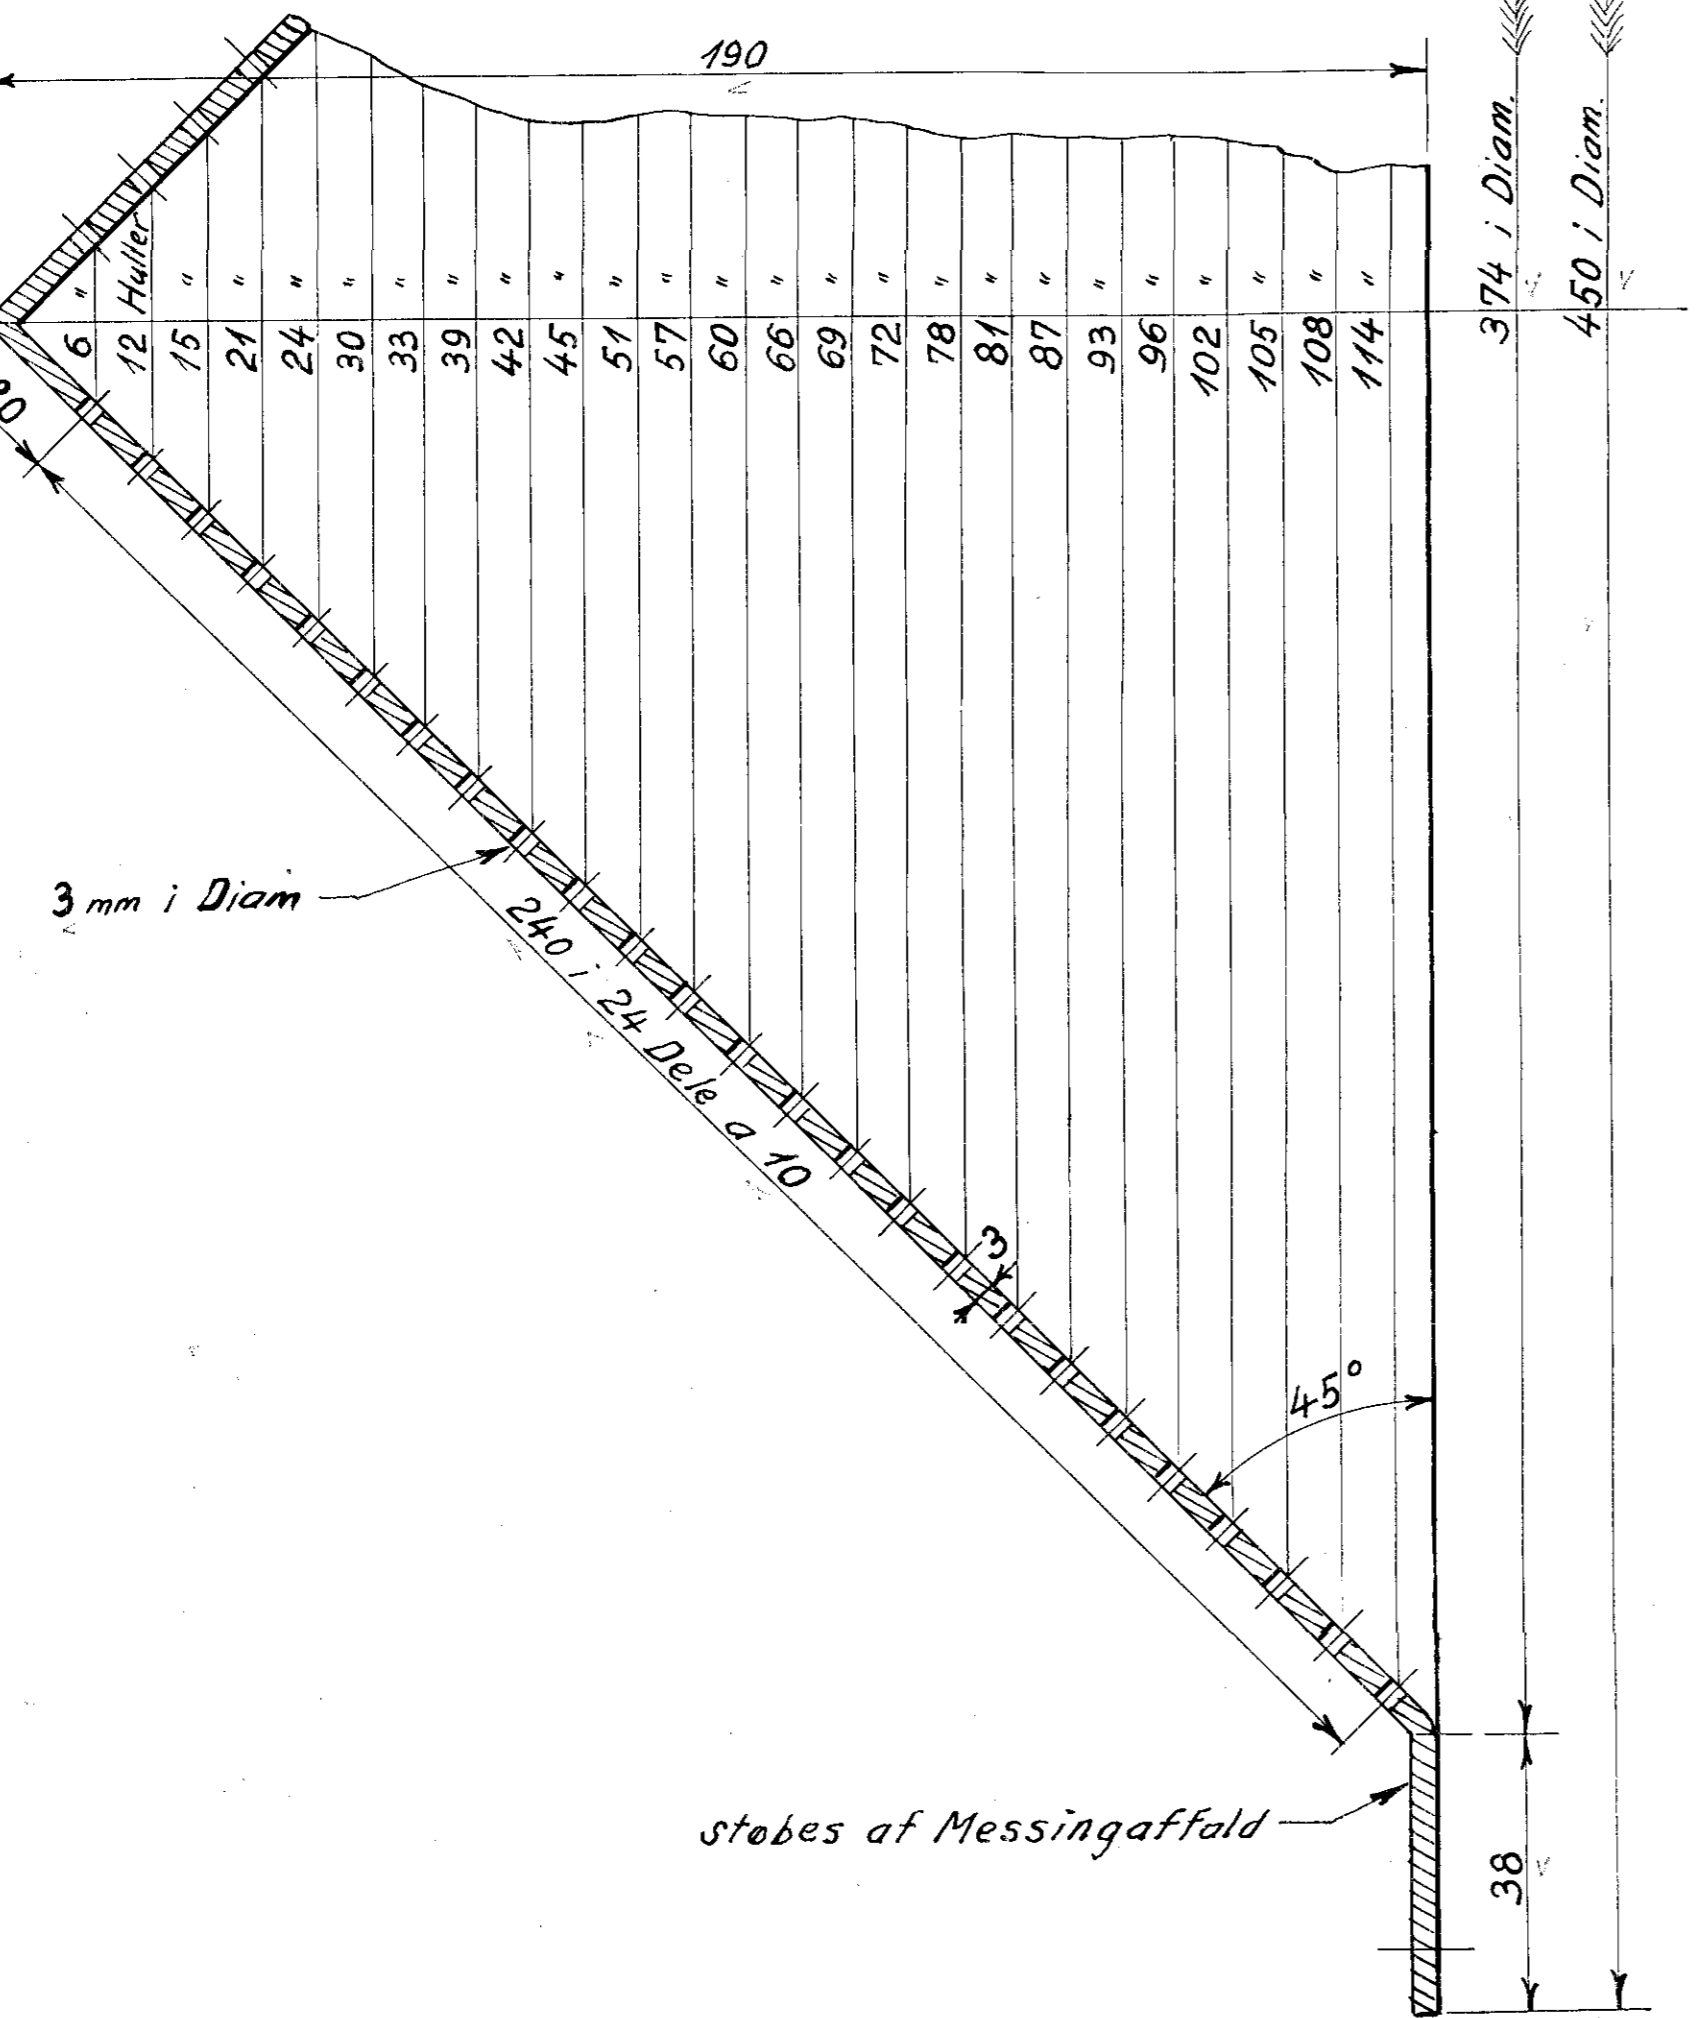 190
374 i Diam.
450 i Diam.
" Huller " " " " " " " " " " " " " " " " " " " " " " "
6 12 15 21 24 30 33 39 42 45 51 57 60 66 69 72 78 81 87 93 96 102 105 108 114
3 mm i Diam
240 i 24 Dele a 10
3
45°
støbes af Messingaffald
38